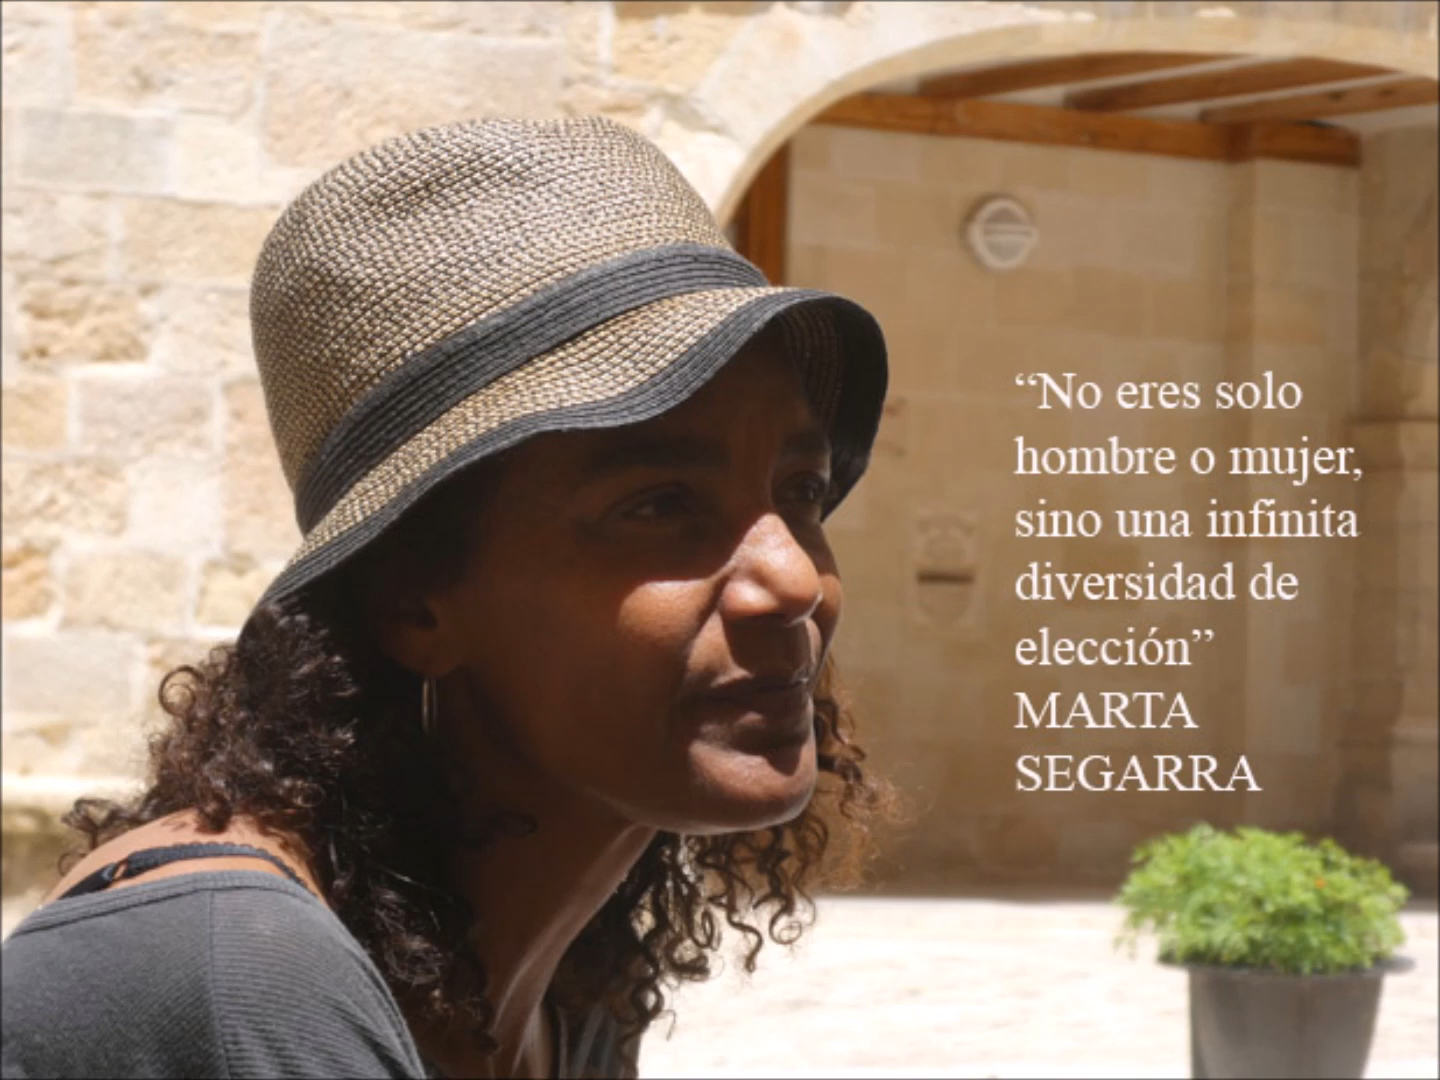 “No eres solo
hombre o mujer,
sino una infinita
diversidad de
elección”
MARTA
SEGARRA